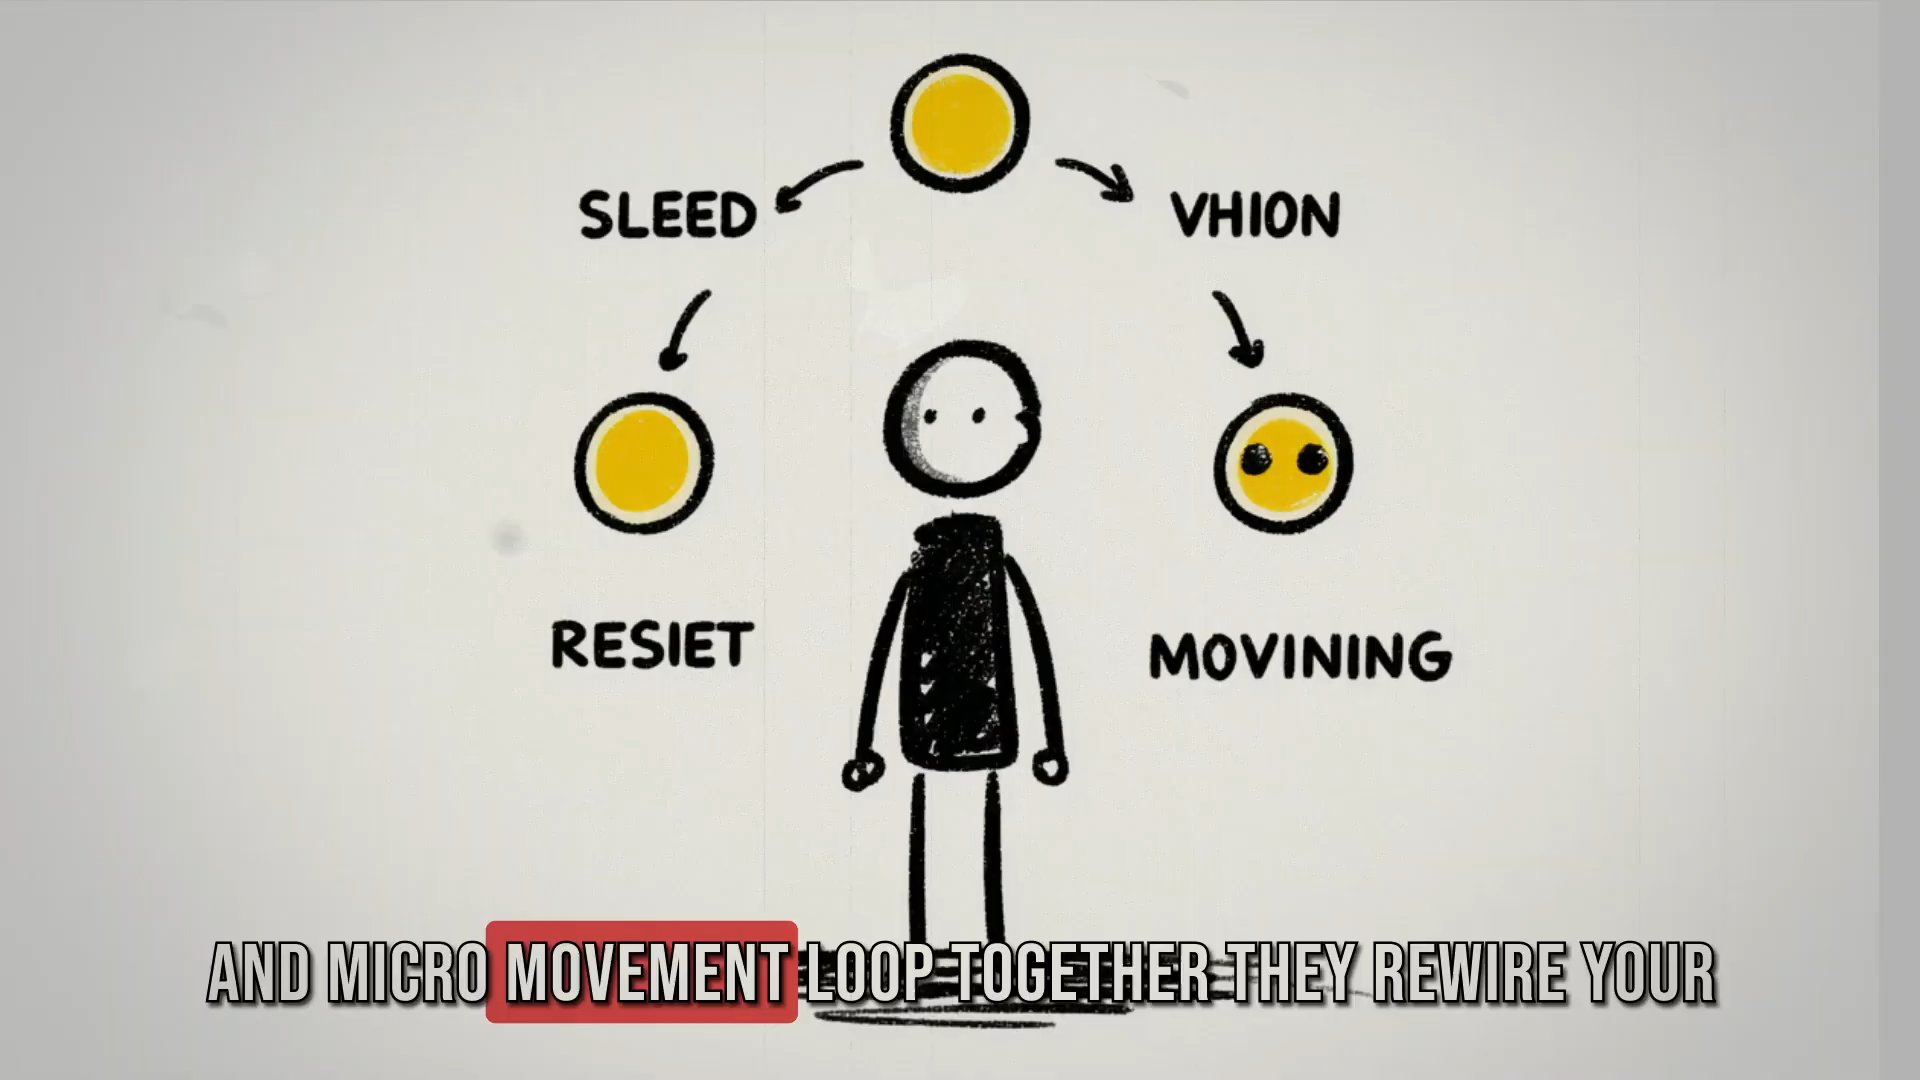 SLEED
VHION
RESIET
MOVINING
AND MICRO MOVEMENT LOOP TOGETHER THEY REWIRE YOUR